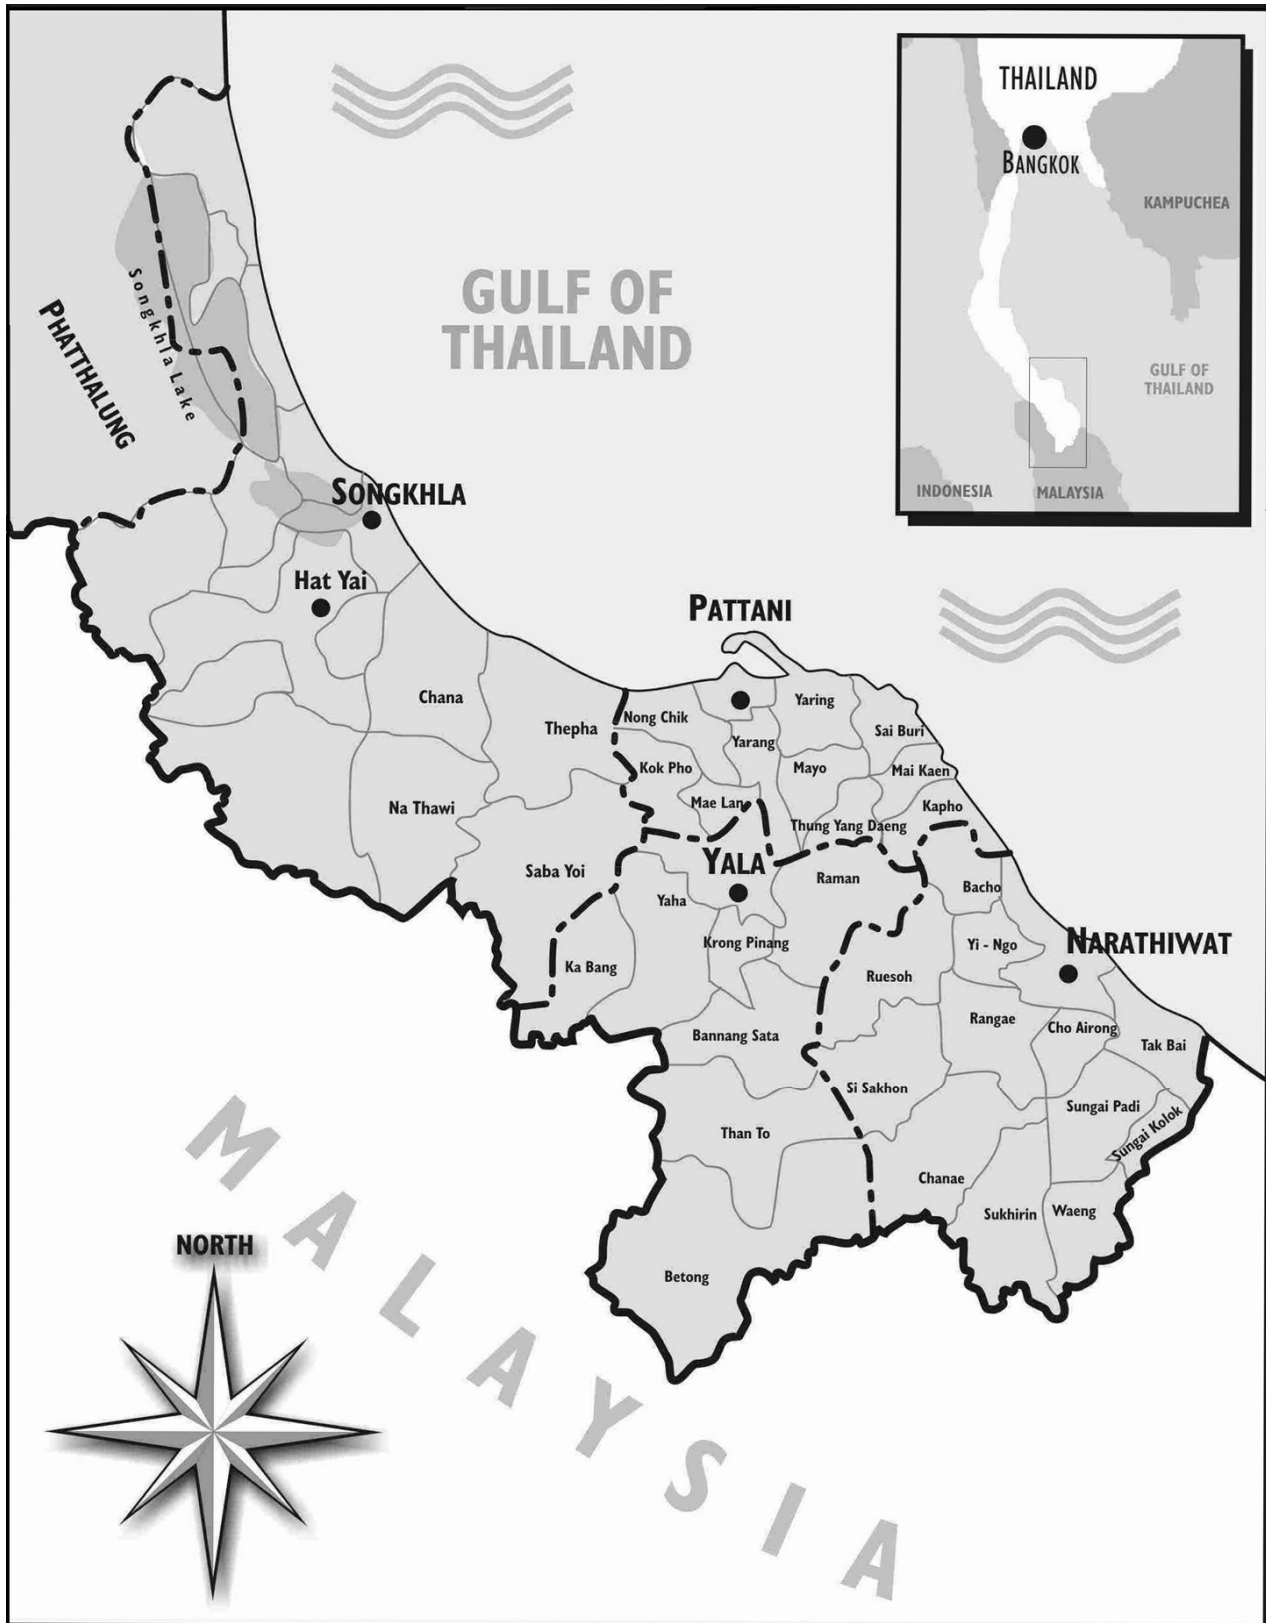 THAILAND
BANGKOK
KAMPUCHEA
GULF OF
THAILAND
INDONESIA
MALAYSIA
GULF OF
THAILAND
Songkhla Lake
PHATTHALUNG
SONGKHLA
Hat Yai
PATTANI
Chana
Thepha
Nong Chik
Yaring
Yarang
Sai Buri
Kok Pho
Mayo
Mai Kaen
Na Thawi
Mae Lan
Kapho
Thung Yang Daeng
Saba Yoi
YALA
Raman
Yaha
Bacho
Krong Pinang
Yi - Ngo
NARATHIWAT
Ka Bang
Ruesoh
Bannang Sata
Rangae
Cho Airong
Tak Bai
Si Sakhon
Sungai Padi
Than To
Sungai Kolok
Chanae
Sukhirin
Waeng
Betong
MALAYSIA
NORTH